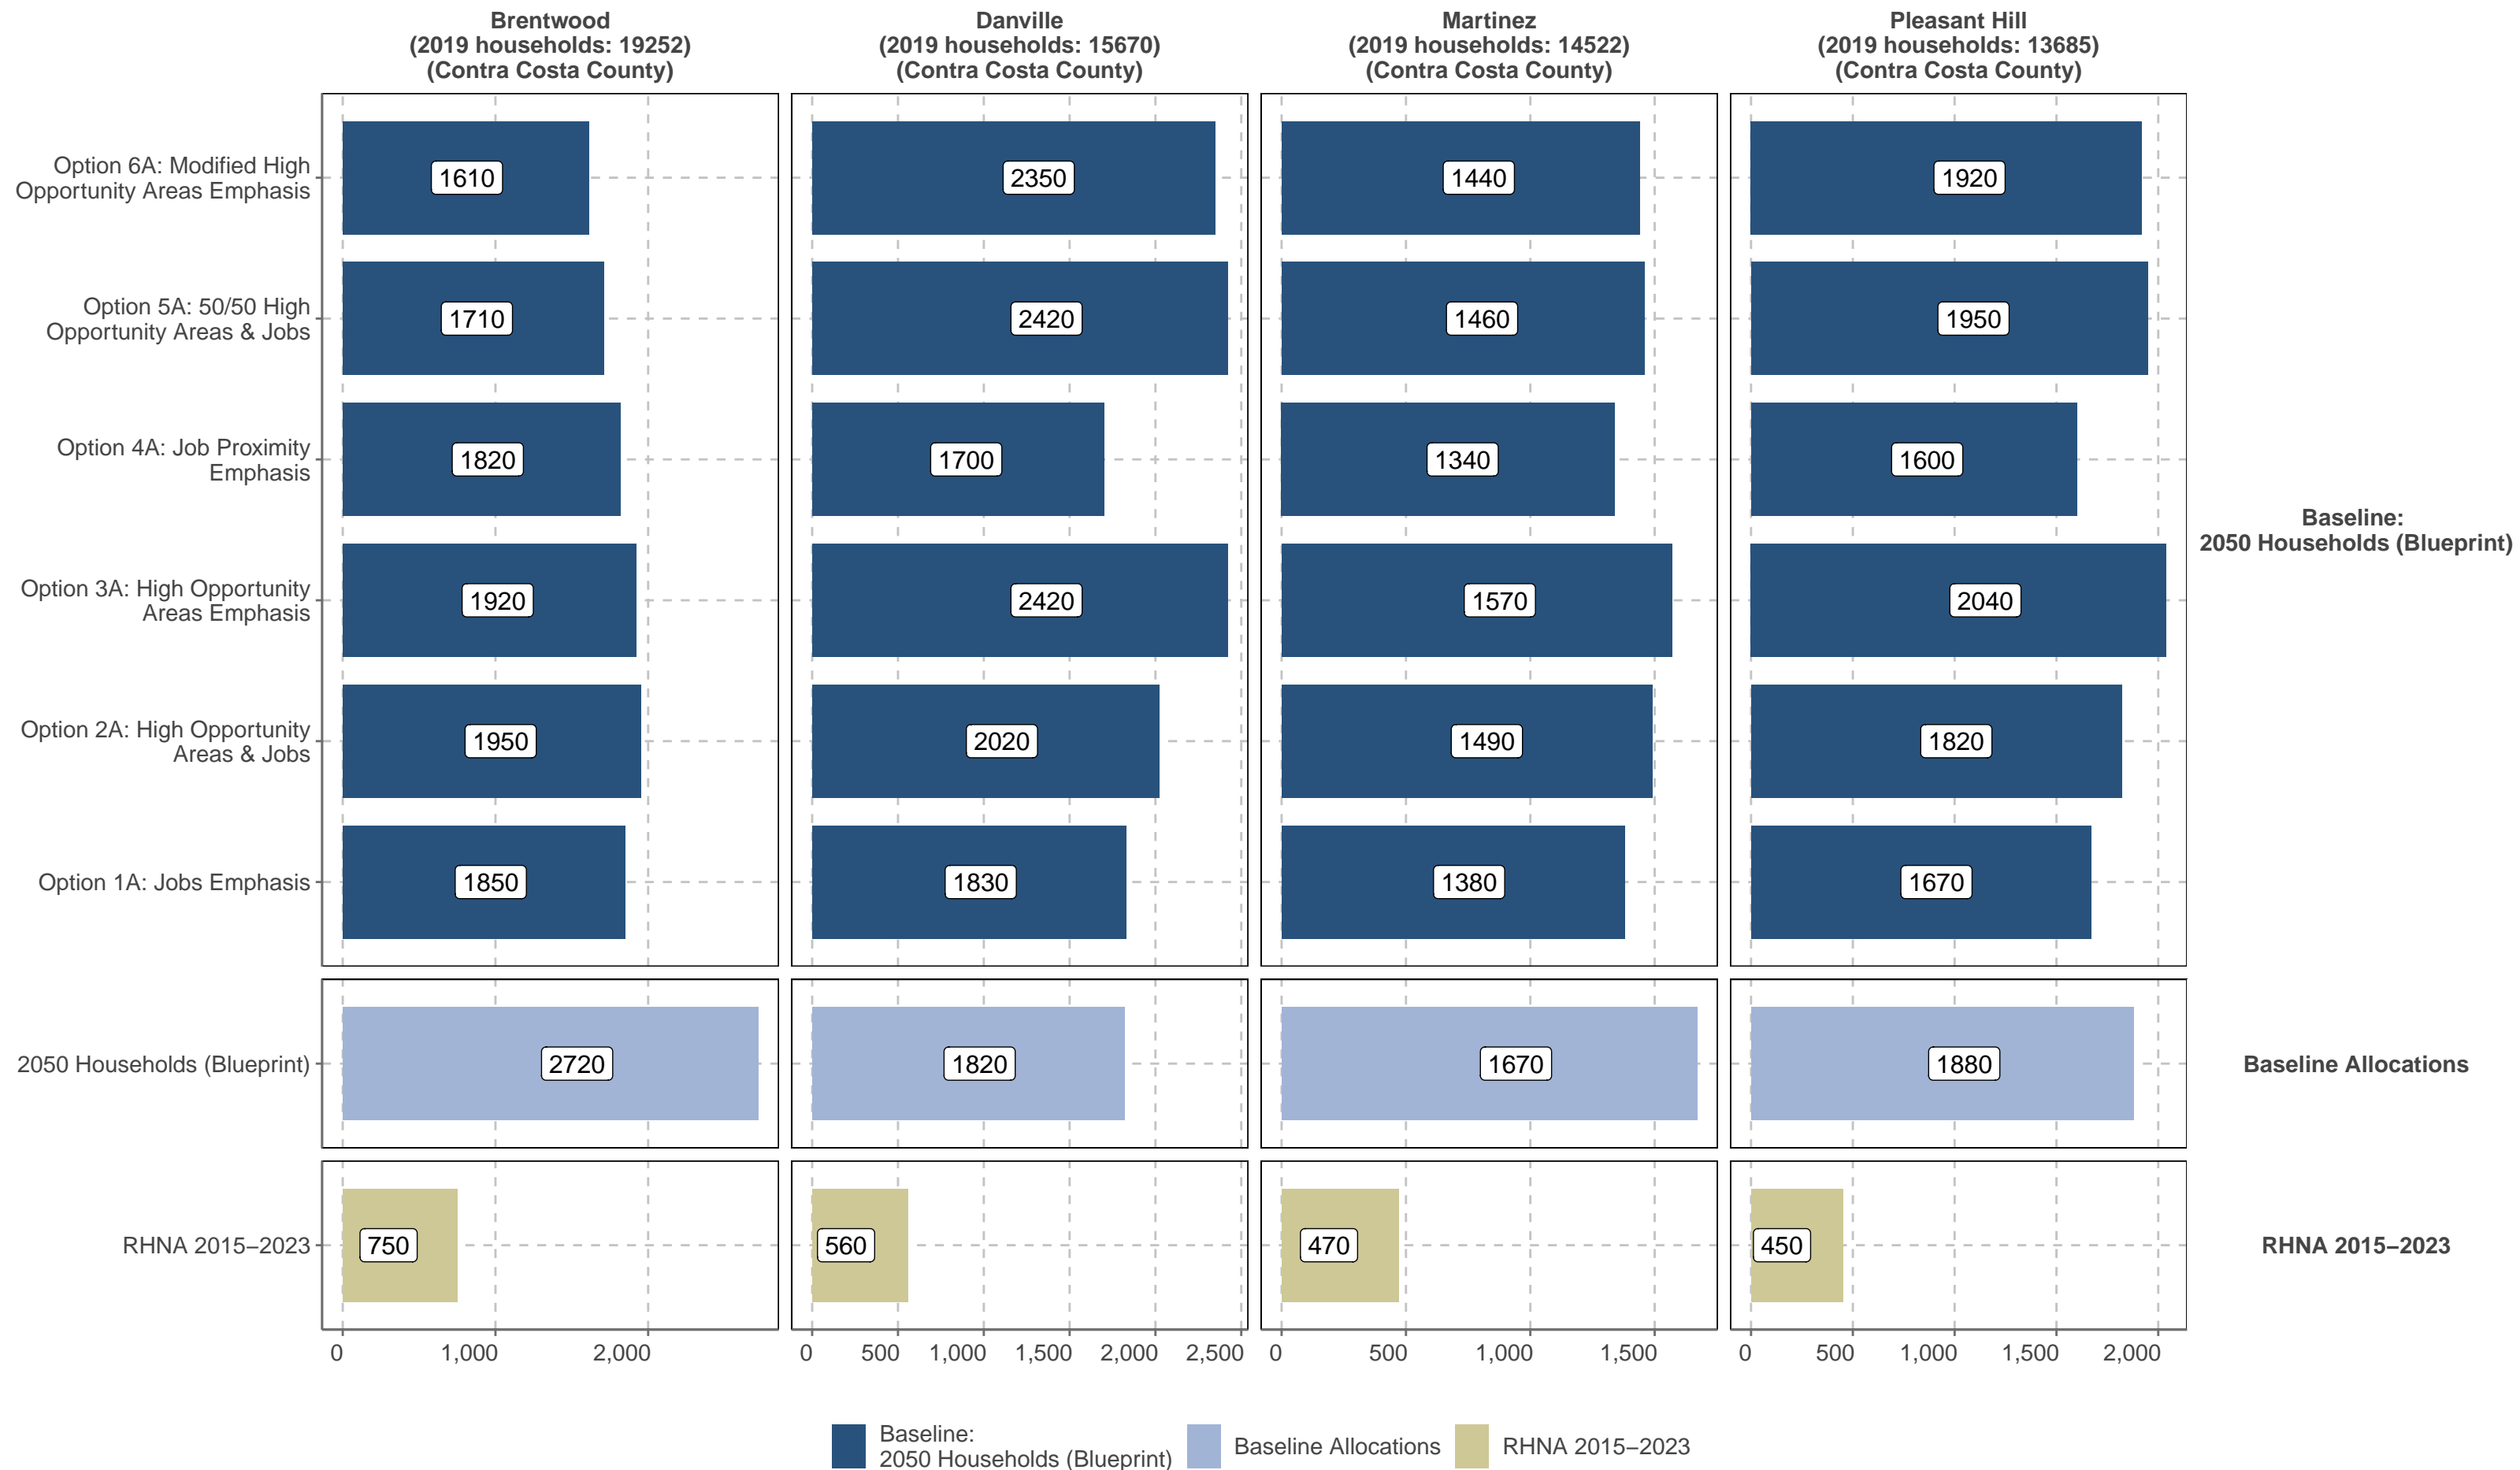 Brentwood
(2019 households: 19252)
(Contra Costa County)
Danville
(2019 households: 15670)
(Contra Costa County)
Martinez
(2019 households: 14522)
(Contra Costa County)
Pleasant Hill
(2019 households: 13685)
(Contra Costa County)
Option 6A: Modified High
Opportunity Areas Emphasis
1610
2350
1440
1920
Option 5A: 50/50 High
Opportunity Areas & Jobs
1710
2420
1460
1950
Option 4A: Job Proximity
Emphasis
1820
1700
1340
1600
Baseline:
2050 Households (Blueprint)
Option 3A: High Opportunity
Areas Emphasis
1920
2420
1570
2040
Option 2A: High Opportunity
Areas & Jobs
1950
2020
1490
1820
Option 1A: Jobs Emphasis
1850
1830
1380
1670
2050 Households (Blueprint)
2720
1820
1670
1880
Baseline Allocations
RHNA 2015−2023
750
560
470
450
RHNA 2015−2023
0 1,000 2,000
0 500 1,000 1,500 2,000 2,500
0 500 1,000 1,500
0 500 1,000 1,500 2,000
Baseline:
2050 Households (Blueprint)
Baseline Allocations
RHNA 2015−2023